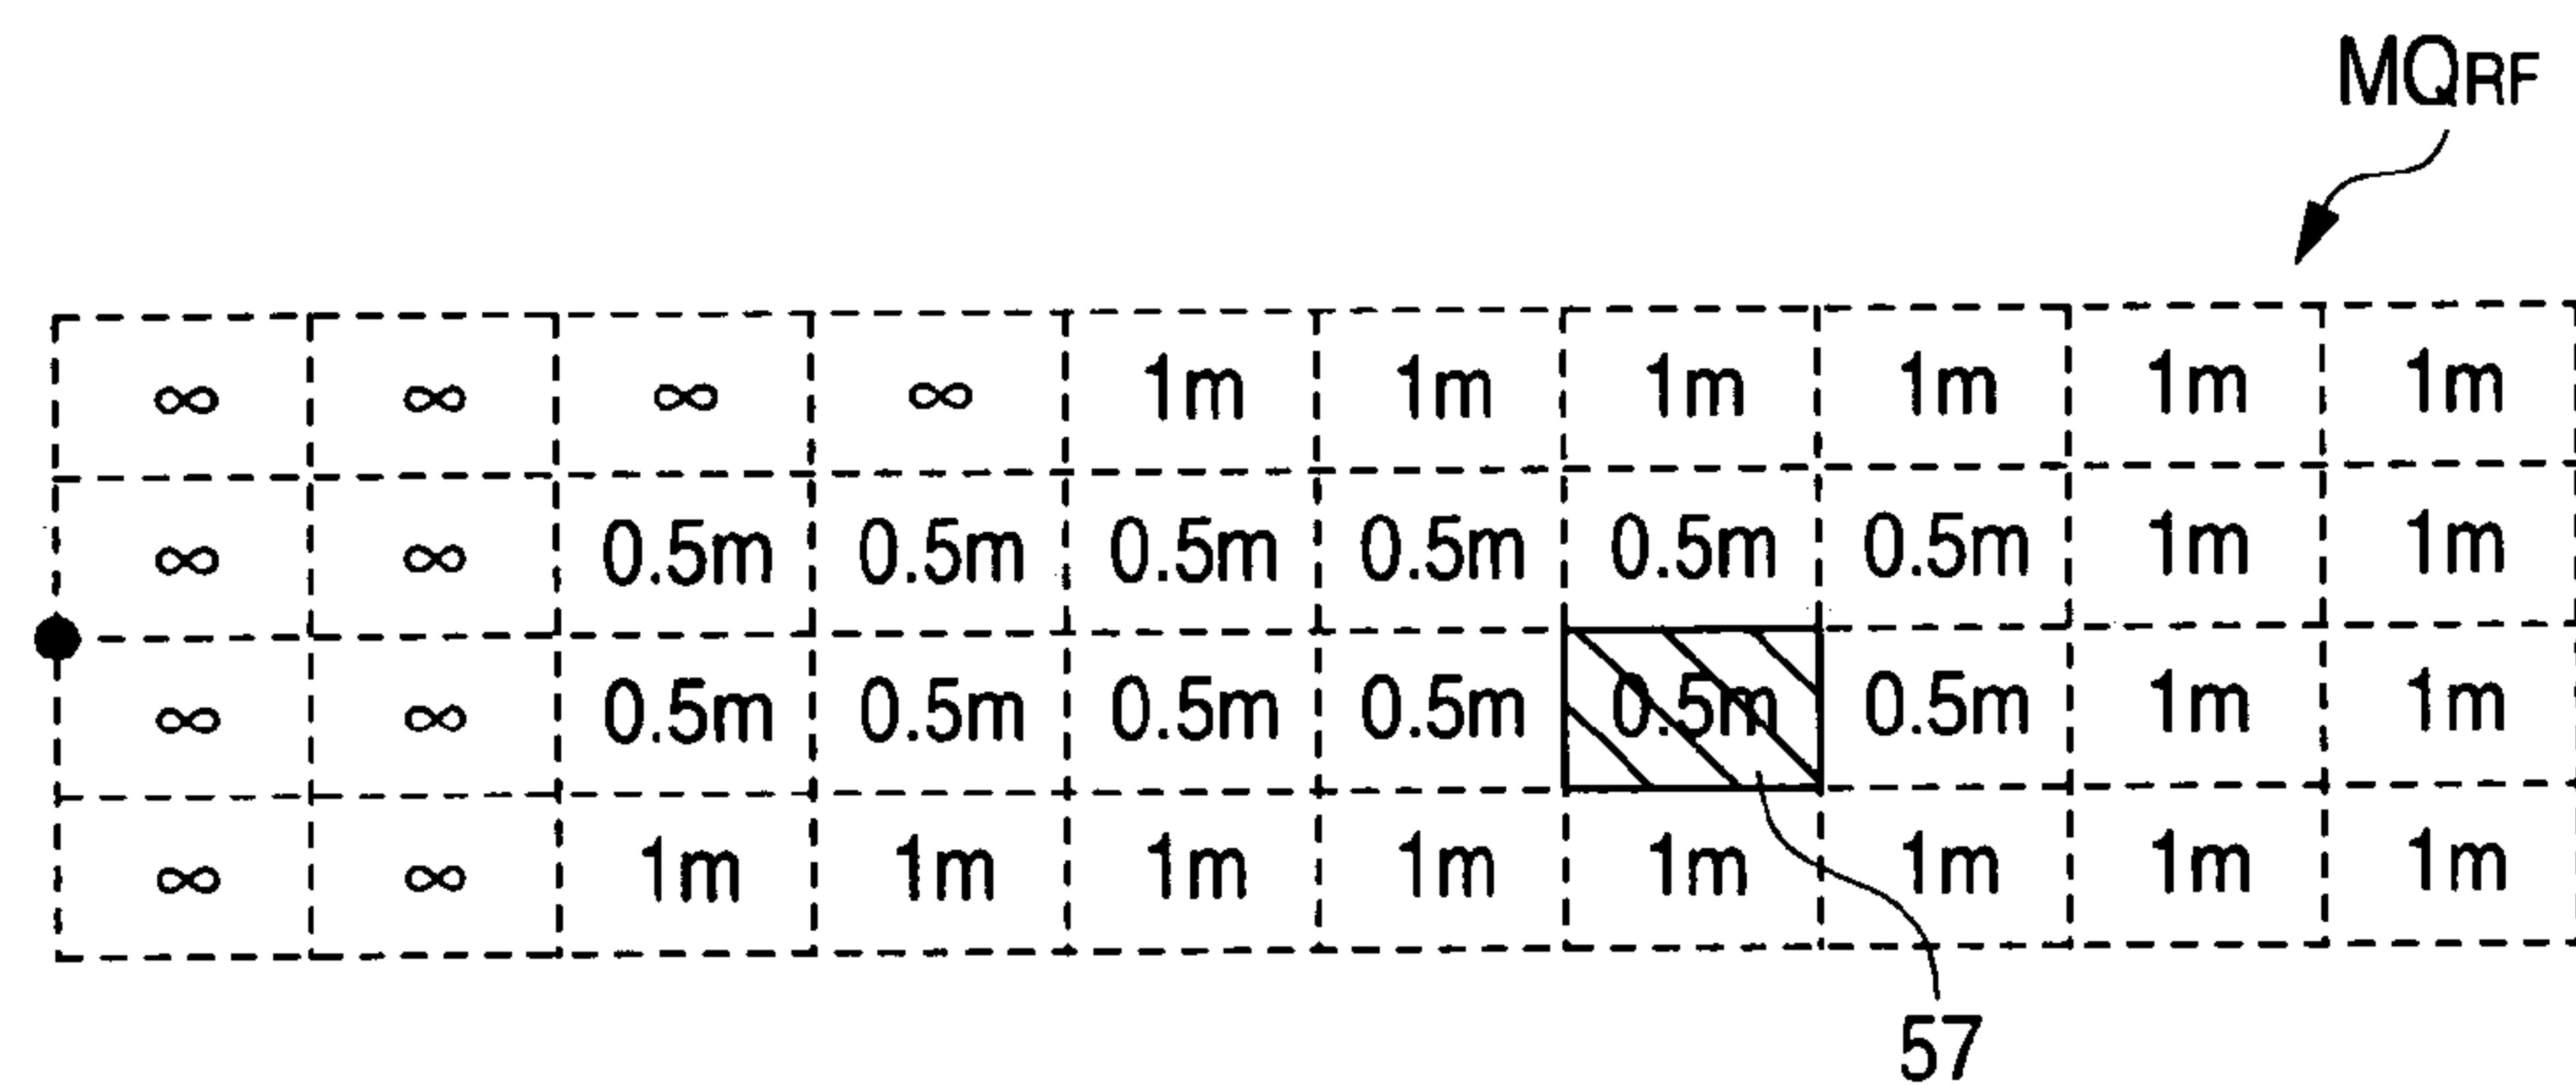 MQRF
∞ ∞ ∞ ∞ 1m 1m 1m 1m 1m 1m
∞ ∞ 0.5m 0.5m 0.5m 0.5m 0.5m 0.5m 1m 1m
∞ ∞ 0.5m 0.5m 0.5m 0.5m 0.5m 0.5m 1m 1m
∞ ∞ 1m 1m 1m 1m 1m 1m 1m 1m
57